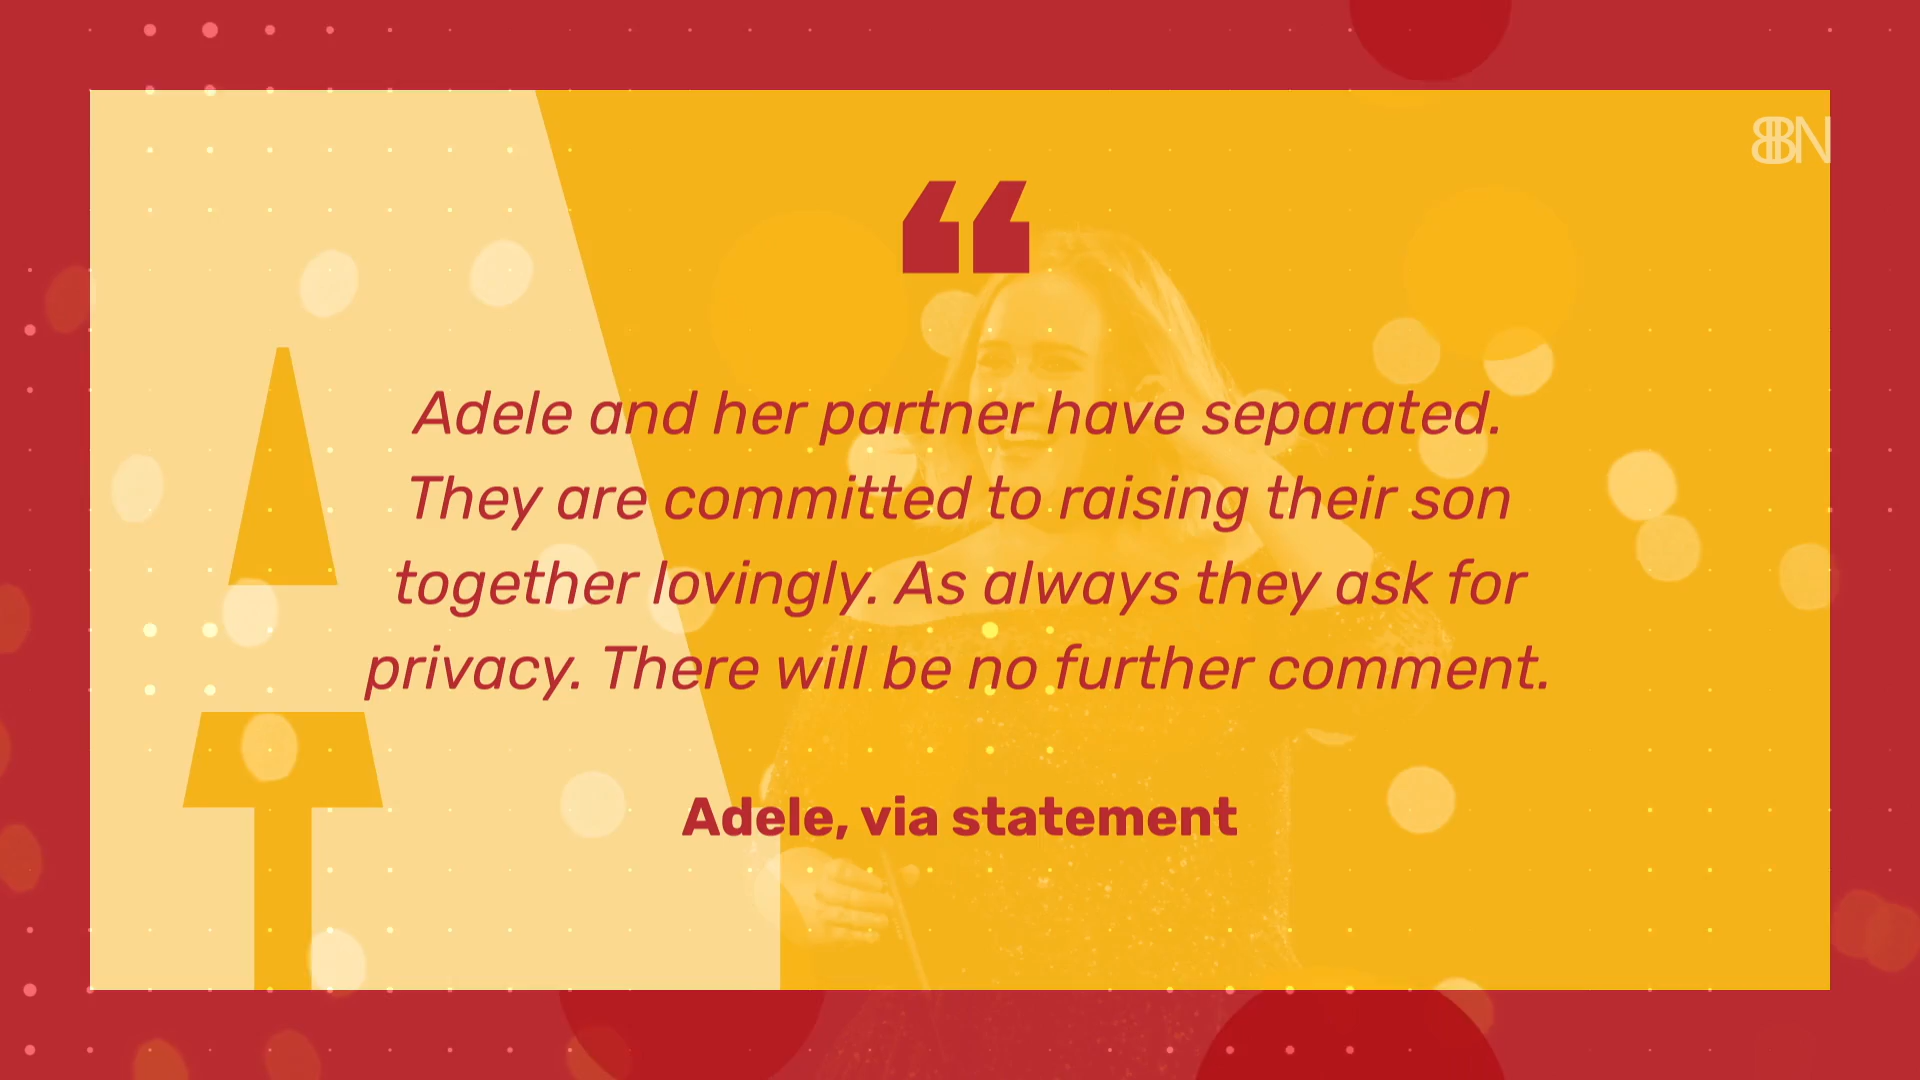 BBN
“
Adele and her partner have separated.
They are committed to raising their son
together lovingly. As always they ask for
privacy. There will be no further comment.
Adele, via statement